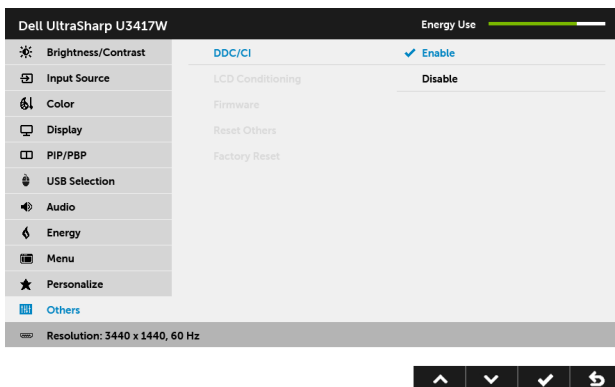 Dell UltraSharp U3417W Energy Use
Brightness/Contrast DDC/CI Enable
Input Source LCD Conditioning Disable
Color Firmware
Display Reset Others
PIP/PBP Factory Reset
USB Selection
Audio
Energy
Menu
Personalize
Others
Resolution: 3440 x 1440, 60 Hz